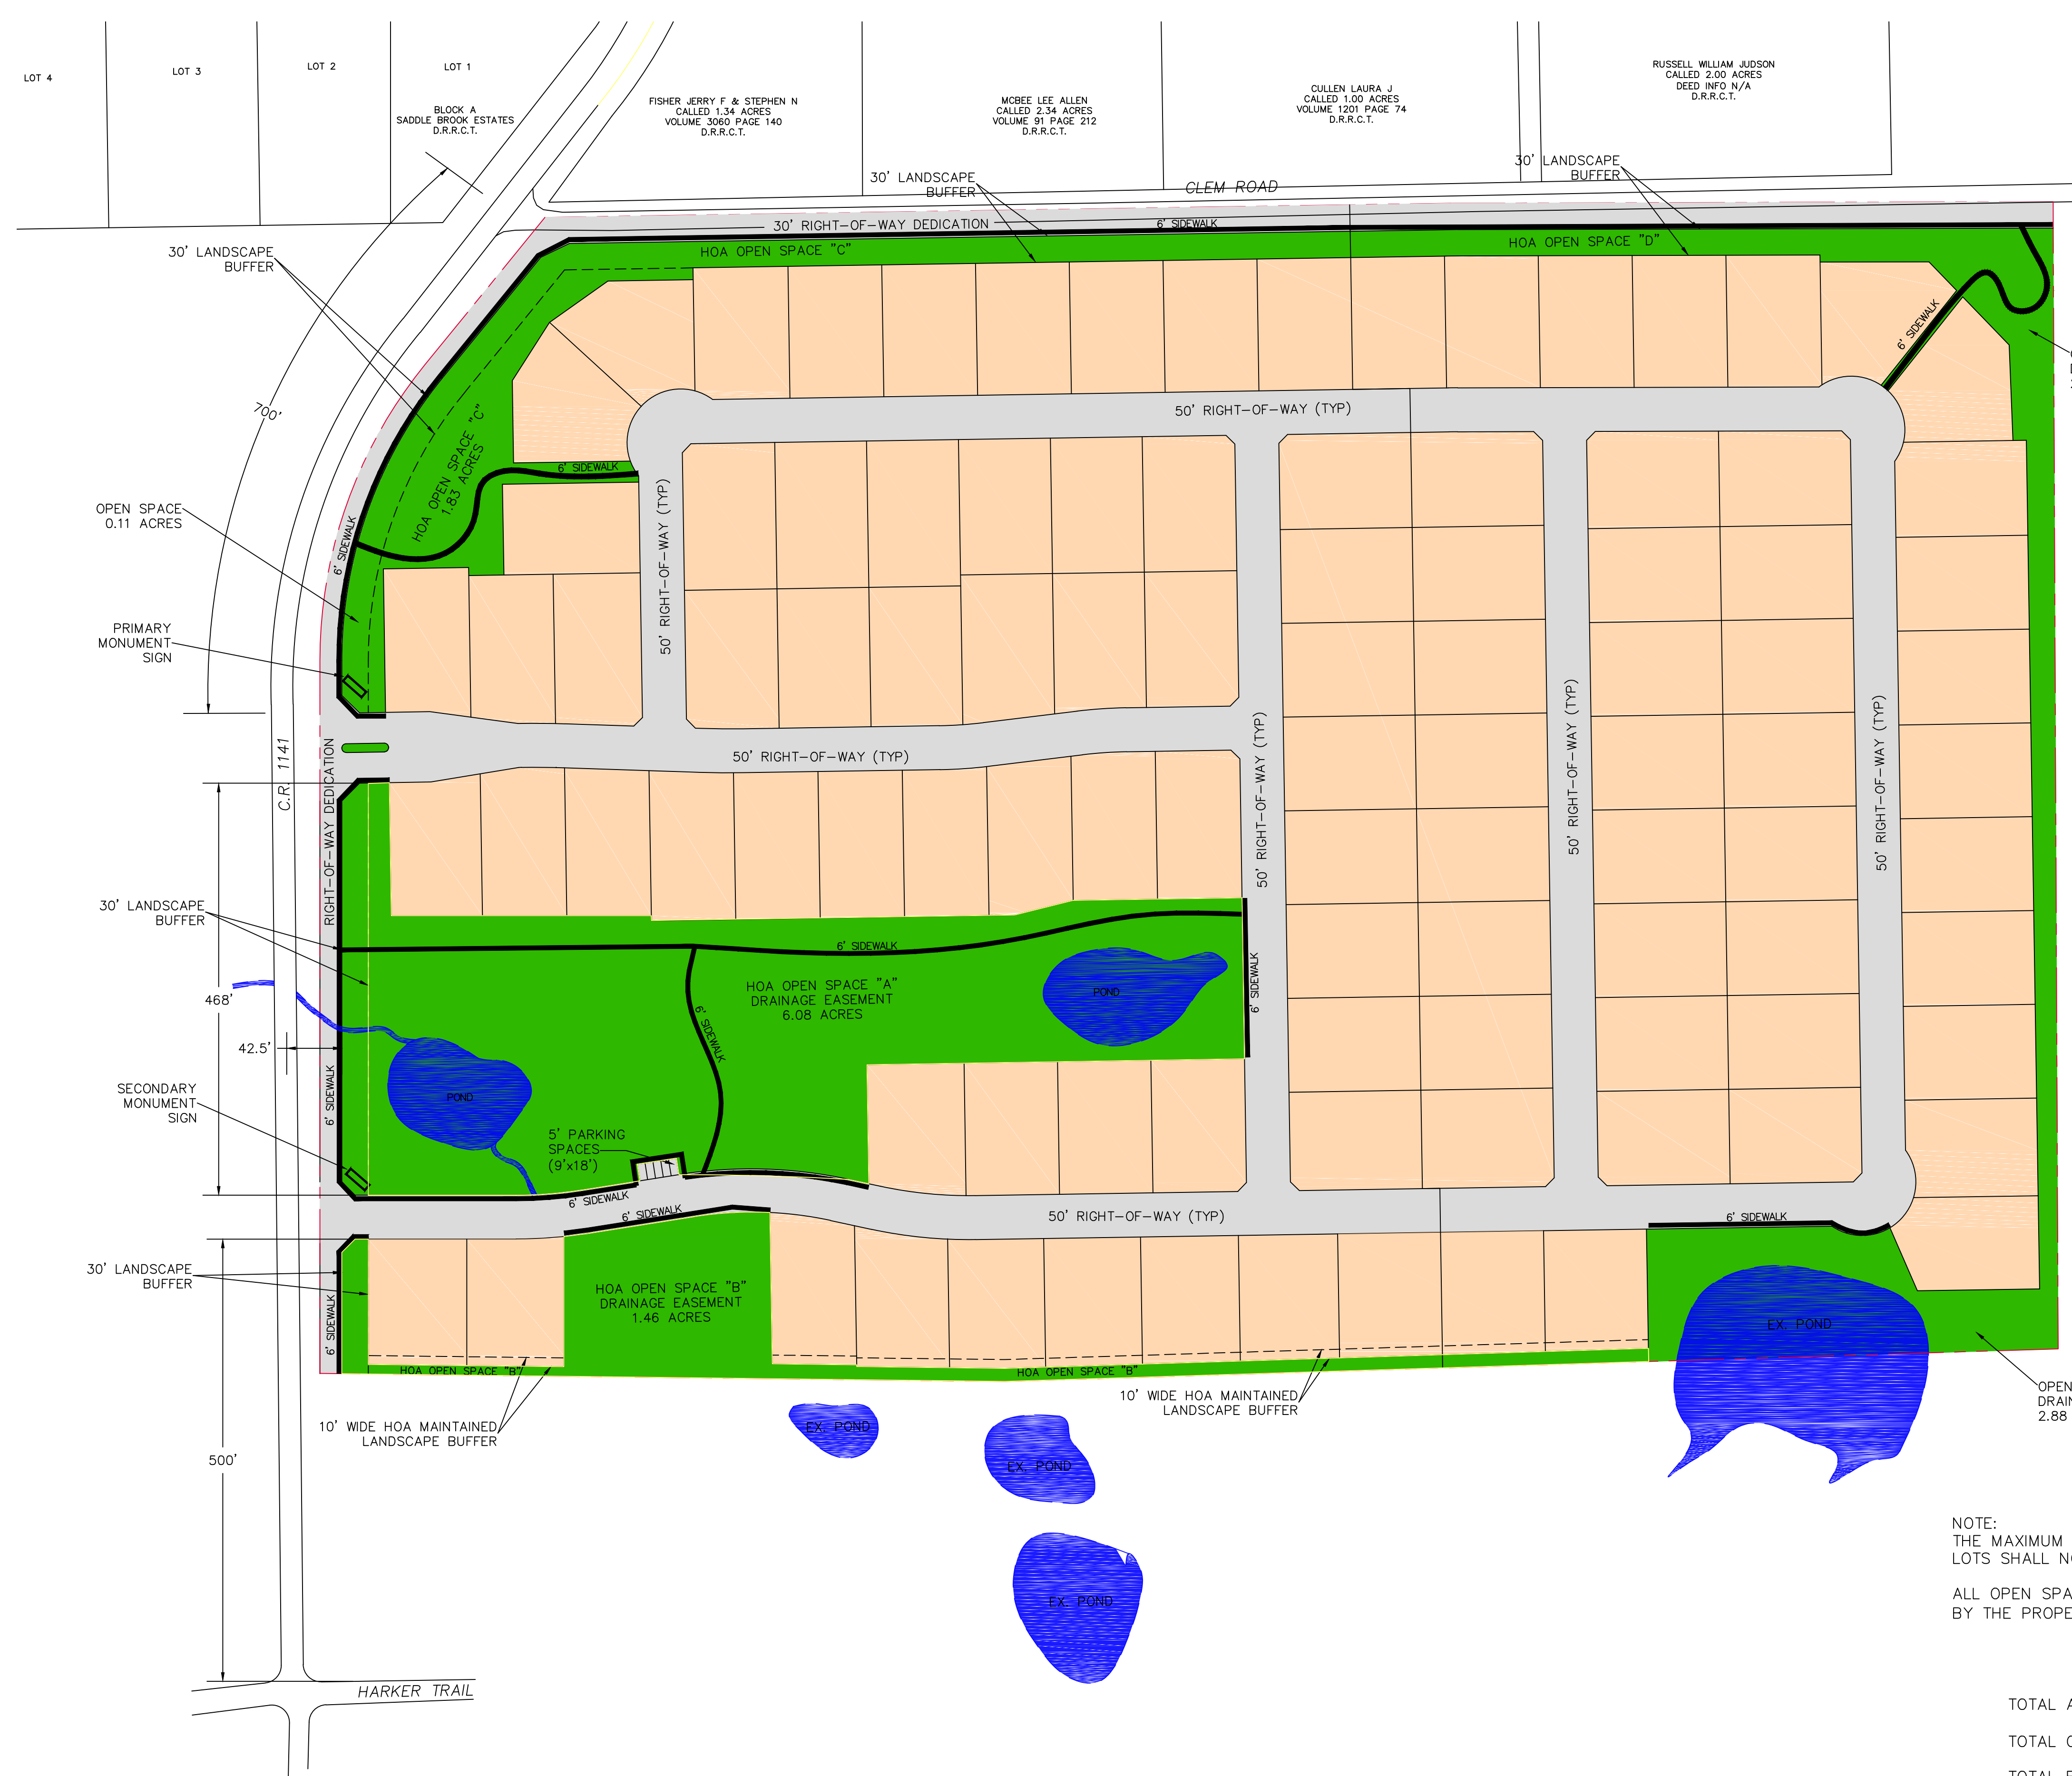 LOT 4
LOT 3
LOT 2
LOT 1
BLOCK A
SADDLE BROOK ESTATES
D.R.R.C.T.
FISHER JERRY F & STEPHEN N
CALLED 1.34 ACRES
VOLUME 3060 PAGE 140
D.R.R.C.T.
MCBEE LEE ALLEN
CALLED 2.34 ACRES
VOLUME 91 PAGE 212
D.R.R.C.T.
CULLEN LAURA J
CALLED 1.00 ACRES
VOLUME 1201 PAGE 74
D.R.R.C.T.
RUSSELL WILLIAM JUDSON
CALLED 2.00 ACRES
DEED INFO N/A
D.R.R.C.T.
30' LANDSCAPE
BUFFER
30' LANDSCAPE
BUFFER
CLEM ROAD
30' RIGHT-OF-WAY DEDICATION
6' SIDEWALK
HOA OPEN SPACE "C"
HOA OPEN SPACE "D"
30' LANDSCAPE
BUFFER
6' SIDEWALK
700'
50' RIGHT-OF-WAY (TYP)
HOA OPEN SPACE "C"
1.83 ACRES
6' SIDEWALK
OPEN SPACE
0.11 ACRES
6' SIDEWALK
50' RIGHT-OF-WAY (TYP)
PRIMARY
MONUMENT
SIGN
C.R. 1141
RIGHT-OF-WAY DEDICATION
50' RIGHT-OF-WAY (TYP)
50' RIGHT-OF-WAY (TYP)
50' RIGHT-OF-WAY (TYP)
50' RIGHT-OF-WAY (TYP)
30' LANDSCAPE
BUFFER
6' SIDEWALK
6' SIDEWALK
HOA OPEN SPACE "A"
DRAINAGE EASEMENT
6.08 ACRES
POND
468'
6' SIDEWALK
42.5'
SECONDARY
MONUMENT
SIGN
6' SIDEWALK
POND
5' PARKING
SPACES
(9'x18')
6' SIDEWALK
6' SIDEWALK
50' RIGHT-OF-WAY (TYP)
6' SIDEWALK
30' LANDSCAPE
BUFFER
6' SIDEWALK
HOA OPEN SPACE "B"
DRAINAGE EASEMENT
1.46 ACRES
EX. POND
HOA OPEN SPACE "B"
HOA OPEN SPACE "B"
10' WIDE HOA MAINTAINED
LANDSCAPE BUFFER
10' WIDE HOA MAINTAINED
LANDSCAPE BUFFER
OPEN
DRAIN
2.88
EX. POND
EX. POND
EX. POND
500'
NOTE:
THE MAXIMUM
LOTS SHALL
ALL OPEN
BY THE
HARKER TRAIL
TOTAL
TOTAL
TOTAL